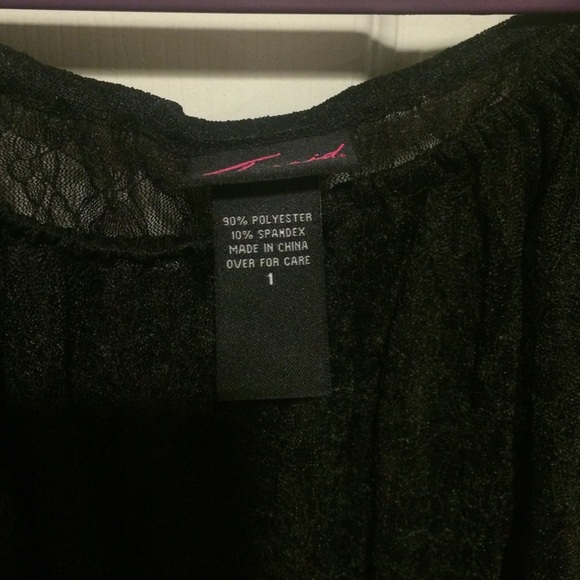 90% POLYESTER
10% SPANDEX
MADE IN CHINA
OVER FOR CARE
1